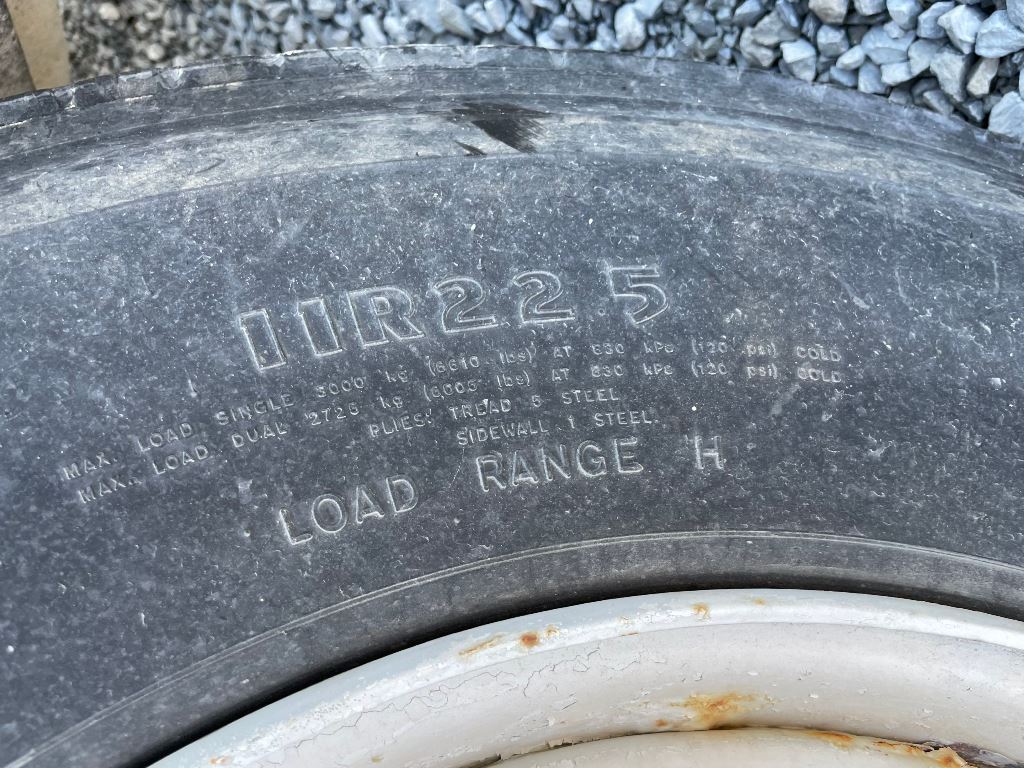 11R22 5
MAX. LOAD SINGLE 3000 kg (6610 lbs) AT 830 kPa (120 psi) COLD
MAX. LOAD DUAL 2725 kg (6005 lbs) AT 830 kPa (120 psi) COLD
PLIES: TREAD 5 STEEL
SIDEWALL 1 STEEL.
LOAD RANGE H